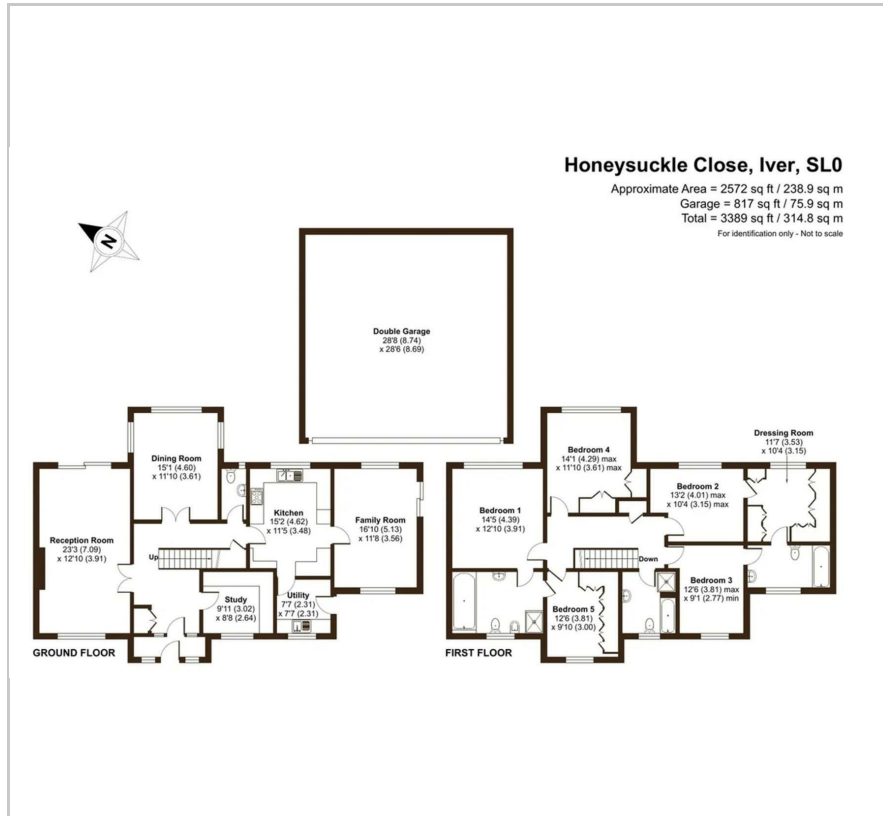 Honeysuckle Close, Iver, SL0
Approximate Area = 2572 sq ft / 238.9 sq m
Garage = 817 sq ft / 75.9 sq m
Total = 3389 sq ft / 314.8 sq m
For identification only - Not to scale
N
Double Garage
28'8 (8.74)
x 28'6 (8.69)
Dining Room
15'1 (4.60)
x 11'10 (3.61)
Reception Room
23'3 (7.09)
x 12'10 (3.91)
Kitchen
15'2 (4.62)
x 11'5 (3.48)
Family Room
16'10 (5.13)
x 11'8 (3.56)
Up
Study
9'11 (3.02)
x 8'8 (2.64)
Utility
7'7 (2.31)
x 7'7 (2.31)
GROUND FLOOR
Dressing Room
11'7 (3.53)
x 10'4 (3.15)
Bedroom 4
14'1 (4.29) max
x 11'10 (3.61) max
Bedroom 1
14'5 (4.39)
x 12'10 (3.91)
Bedroom 2
13'2 (4.01) max
x 10'4 (3.15) max
Down
Bedroom 3
12'6 (3.81) max
x 9'1 (2.77) min
Bedroom 5
12'6 (3.81)
x 9'10 (3.00)
FIRST FLOOR